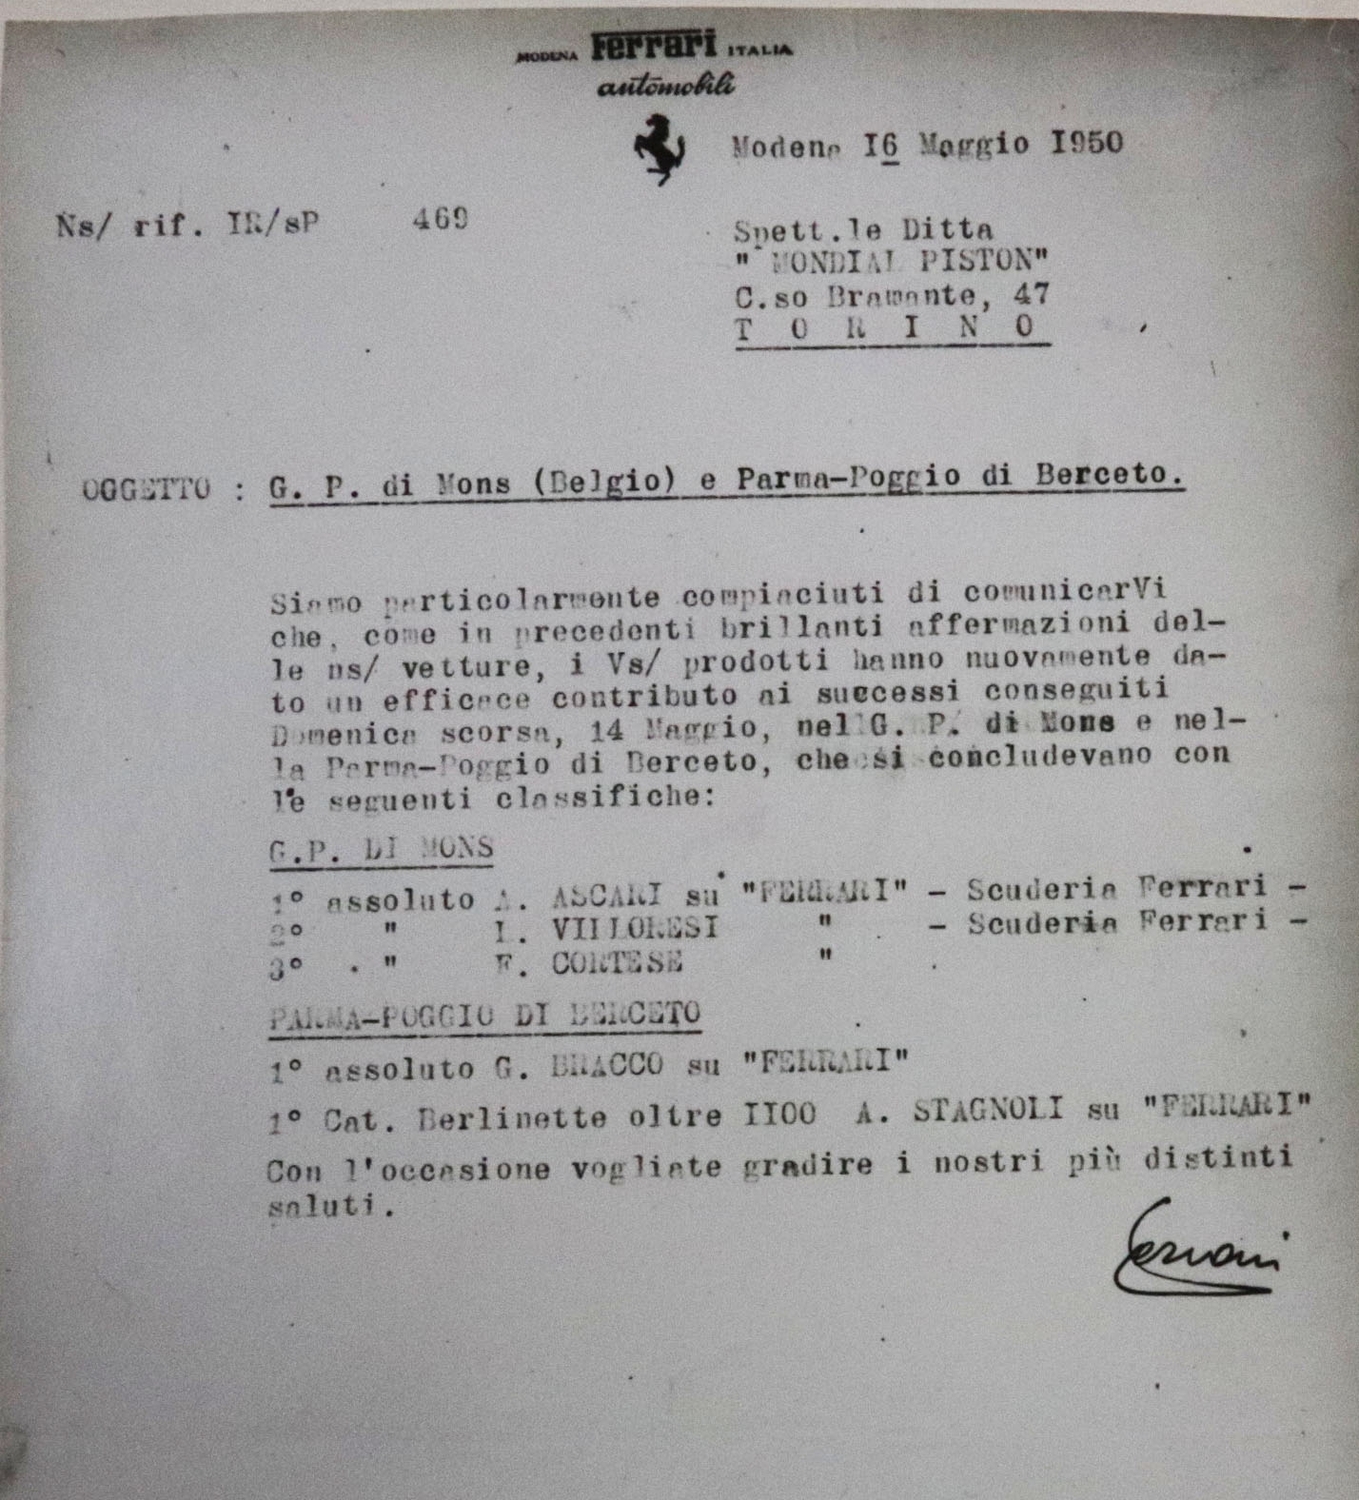 MODENA Ferrari ITALIA
automobili
Modena I6 Maggio I950
Ns/ rif. IR/sP 469
Spett.le Ditta
" MONDIAL PISTON"
C.so Bramante, 47
T O R I N O
OGGETTO : G. P. di Mons (Belgio) e Parma-Poggio di Berceto.
Siamo particolarmente compiaciuti di comunicarVi
che, come in precedenti brillanti affermazioni del-
le ns/ vetture, i Vs/ prodotti hanno nuovamente da-
to un efficace contributo ai successi conseguiti
Domenica scorsa, 14 Maggio, nel G. P. di Mons e nel-
la Parma-Poggio di Berceto, che si concludevano con
le seguenti classifiche:
G.P. DI MONS
1° assoluto A. ASCARI su "FERRARI" - Scuderia Ferrari -
2° " L. VILLORESI " - Scuderia Ferrari -
3° " F. CORTESE "
PARMA-POGGIO DI BERCETO
1° assoluto G. BRACCO su "FERRARI"
1° Cat. Berlinette oltre II00 A. STAGNOLI su "FERRARI"
Con l'occasione vogliate gradire i nostri più distinti
saluti.
Ferrari